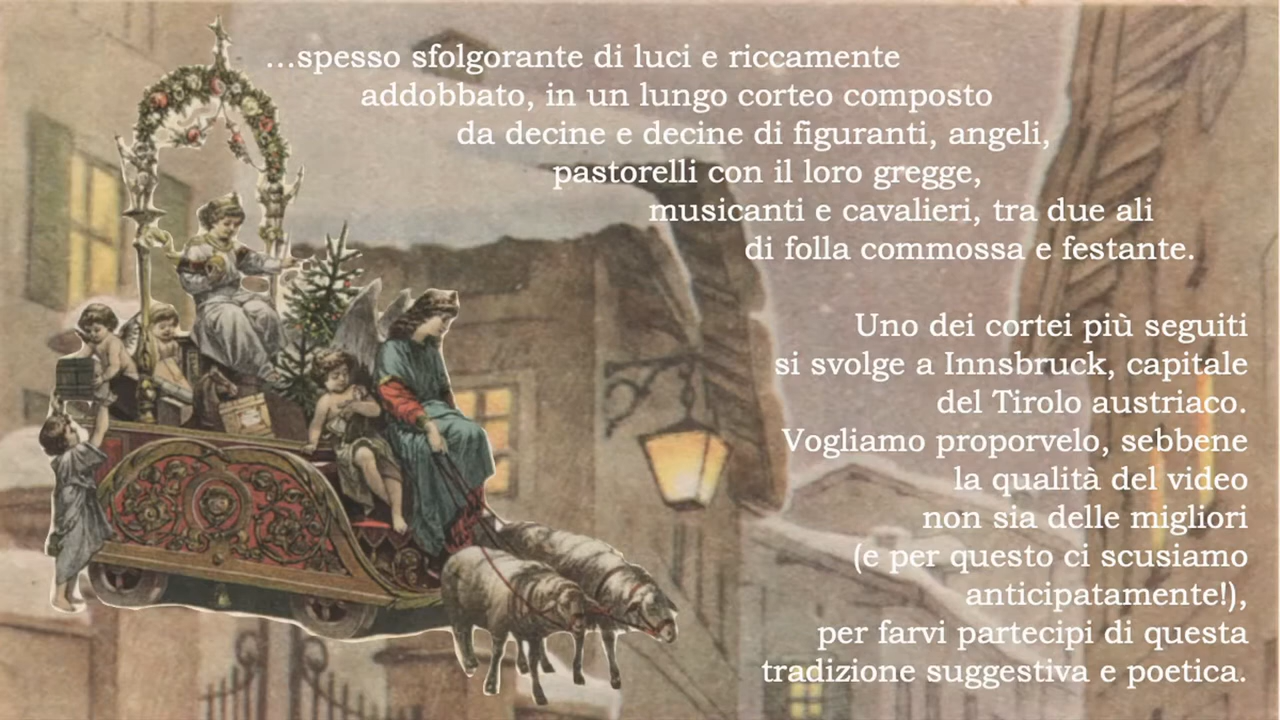 ...spesso sfolgorante di luci e riccamente
addobbato, in un lungo corteo composto
da decine e decine di figuranti, angeli,
pastorelli con il loro gregge,
musicanti e cavalieri, tra due ali
di folla commossa e festante.
Uno dei cortei più seguiti
si svolge a Innsbruck, capitale
del Tirolo austriaco.
Vogliamo proporvelo, sebbene
la qualità del video
non sia delle migliori
(e per questo ci scusiamo
anticipatamente!),
per farvi partecipi di questa
tradizione suggestiva e poetica.